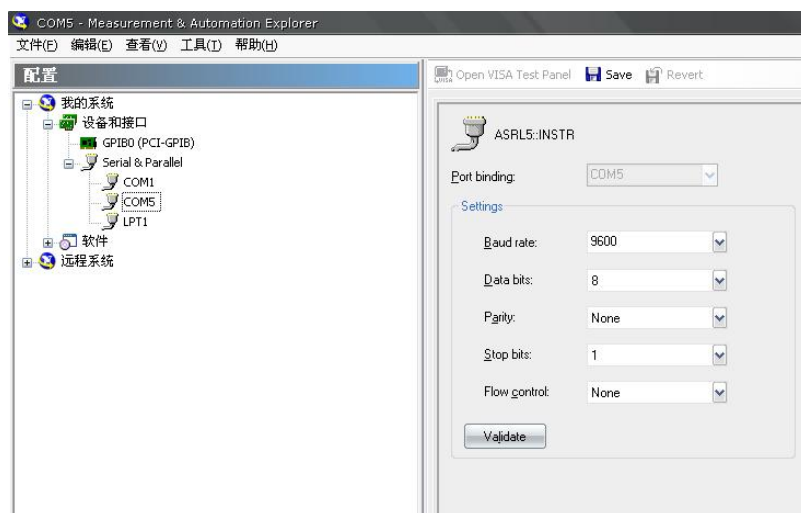 COM5 - Measurement & Automation Explorer
文件(F) 编辑(E) 查看(V) 工具(T) 帮助(H)
配置
我的系统
设备和接口
GPIB0 (PCI-GPIB)
Serial & Parallel
COM1
COM5
LPT1
软件
远程系统
Open VISA Test Panel Save Revert
ASRL5::INSTR
Port binding: COM5
Settings
Baud rate: 9600
Data bits: 8
Parity: None
Stop bits: 1
Flow control: None
Validate